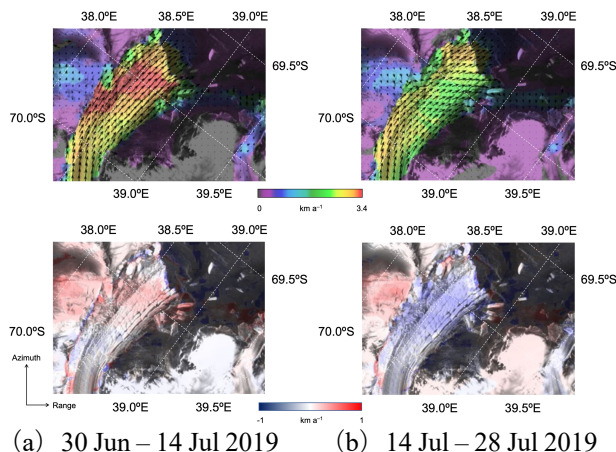 38.0ºE 38.5ºE 39.0ºE 69.5ºS 70.0ºS 39.0ºE 39.5ºE
38.0ºE 38.5ºE 39.0ºE 69.5ºS 70.0ºS 39.0ºE 39.5ºE
0 km a⁻¹ 3.4
38.0ºE 38.5ºE 39.0ºE 69.5ºS 70.0ºS 39.0ºE 39.5ºE
38.0ºE 38.5ºE 39.0ºE 69.5ºS 70.0ºS 39.0ºE 39.5ºE
Azimuth
Range
-1 km a⁻¹ 1
(a) 30 Jun – 14 Jul 2019
(b) 14 Jul – 28 Jul 2019